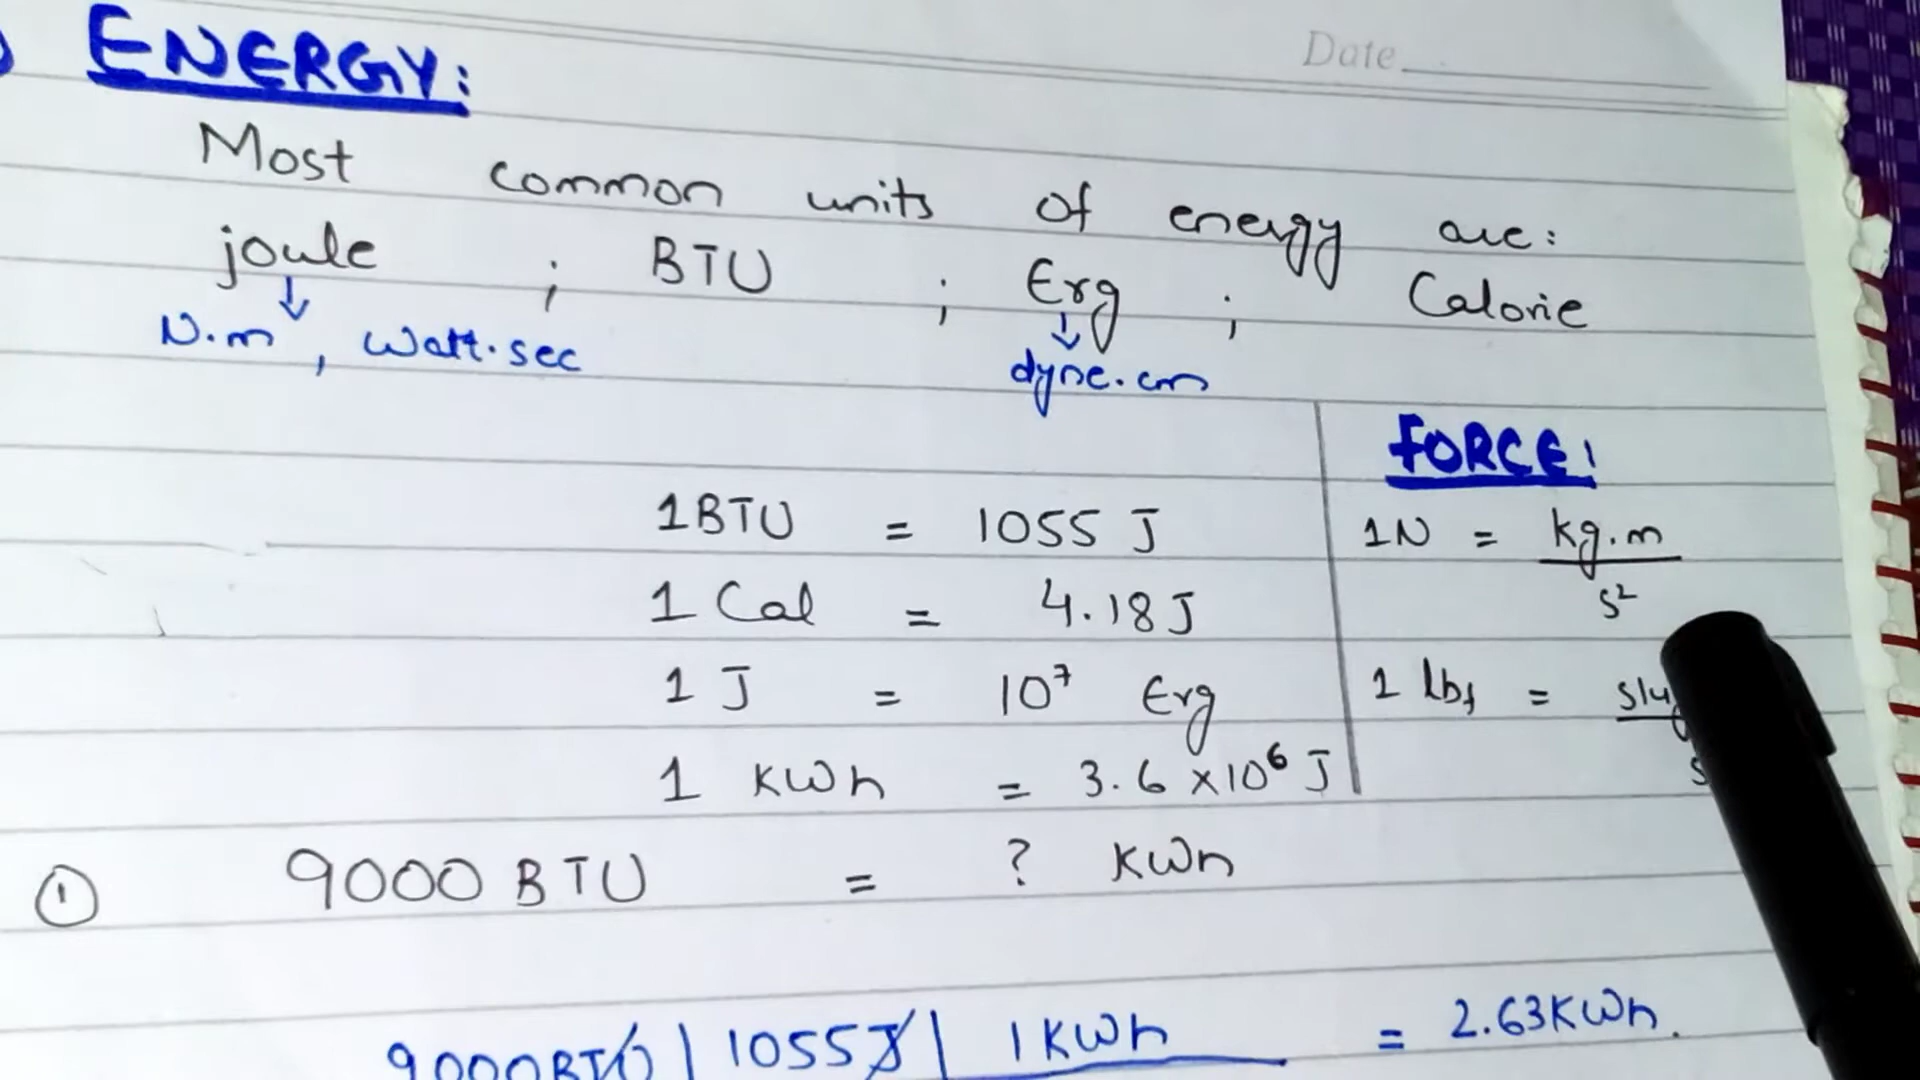 Date
ENERGY:
Most common units of energy are:
joule ; BTU ; Erg ; Calorie
N.m , Watt.sec
dyne.cm
1BTU = 1055 J
1 Cal = 4.18J
1 J = 10⁷ Erg
1 KWh = 3.6 ×10⁶ J
FORCE:
1N = kg.m
s²
1 lbf =
① 9000 BTU = ? KWh
9000BTU | 1055J | 1KWh = 2.63KWh.